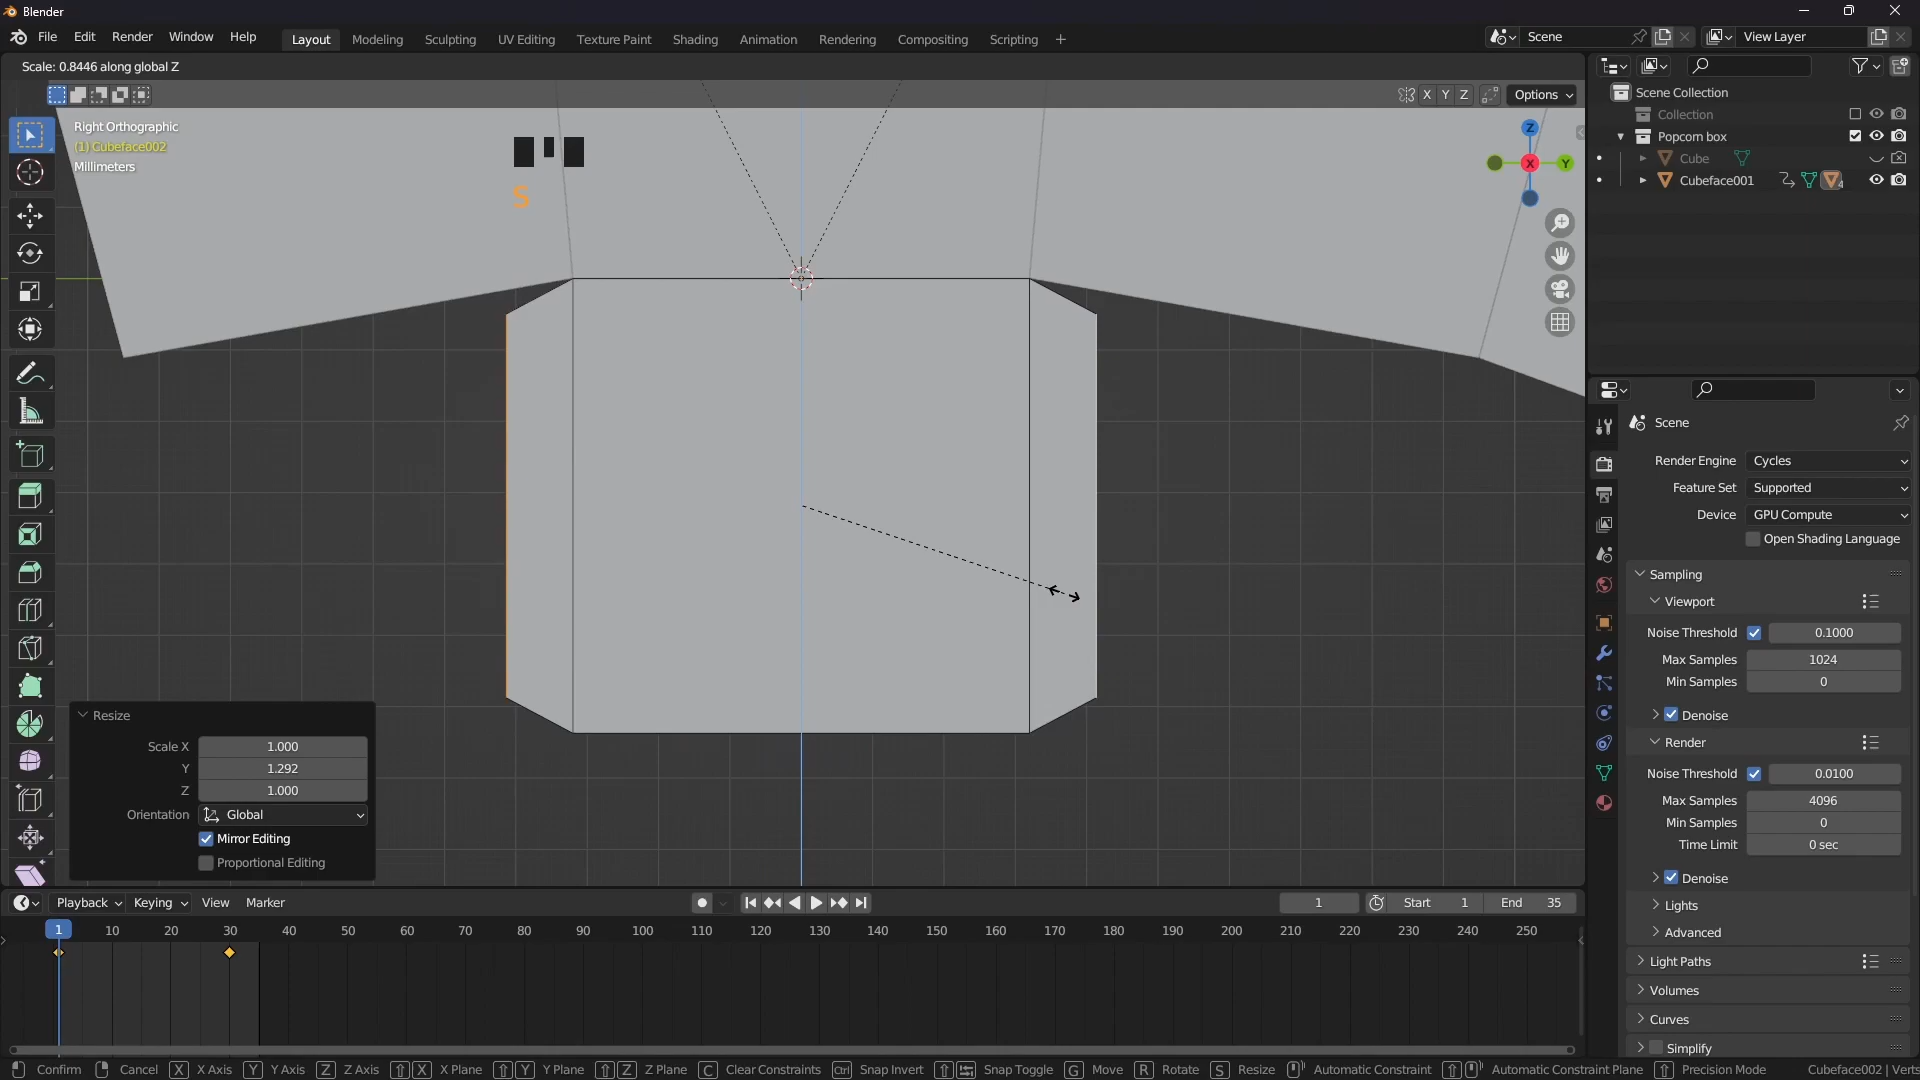 Blender
File Edit Render Window Help Layout Modeling Sculpting UV Editing Texture Paint Shading Animation Rendering Compositing Scripting + Scene View Layer
Scale: 0.8446 along global Z
X Y Z Options
Right Orthographic
(1) Cubeface002
Millimeters
S
Z
X
Y
Scene Collection
Collection
Popcorn box
Cube
Cubeface001 4
Scene
Render Engine Cycles
Feature Set Supported
Device GPU Compute
Open Shading Language
Sampling
Viewport
Noise Threshold 0.1000
Max Samples 1024
Min Samples 0
Denoise
Render
Noise Threshold 0.0100
Max Samples 4096
Min Samples 0
Time Limit 0 sec
Denoise
Lights
Advanced
Light Paths
Volumes
Curves
Simplify
Resize
Scale X 1.000
Y 1.292
Z 1.000
Orientation Global
Mirror Editing
Proportional Editing
Playback Keying View Marker 1 Start 1 End 35
1 10 20 30 40 50 60 70 80 90 100 110 120 130 140 150 160 170 180 190 200 210 220 230 240 250
Confirm Cancel X X Axis Y Y Axis Z Z Axis X X Plane Y Y Plane Z Z Plane C Clear Constraints Ctrl Snap Invert Snap Toggle G Move R Rotate S Resize Automatic Constraint Automatic Constraint Plane Precision Mode Cubeface002 | Verts